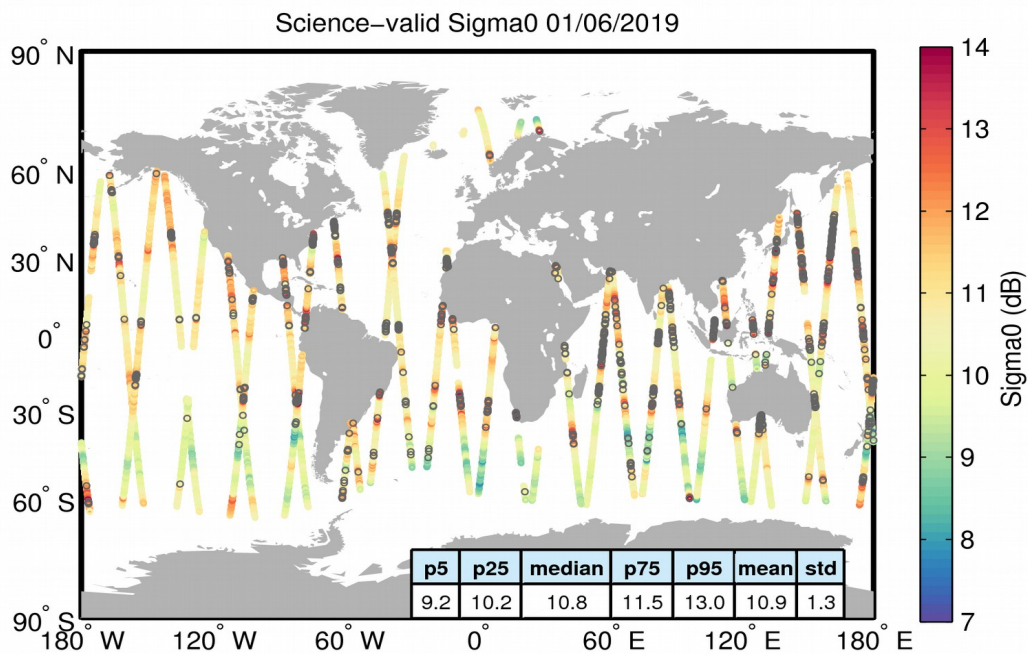 Science−valid Sigma0 01/06/2019
90° N
60° N
30° N
0°
30° S
60° S
90° S
180° W
120° W
60° W
0°
60° E
120° E
180° E
14
13
12
11
10
9
8
7
Sigma0 (dB)
p5 p25 median p75 p95 mean std
9.2 10.2 10.8 11.5 13.0 10.9 1.3